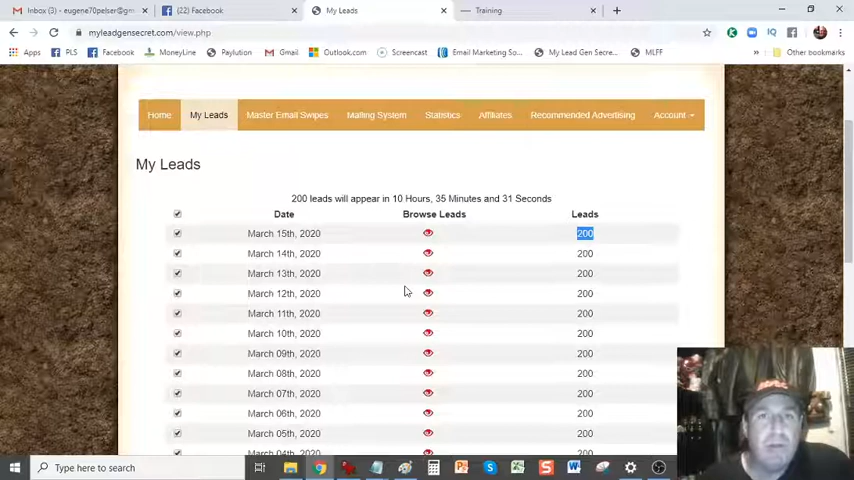 Inbox (3) - eugene70pelser@gm
(22) Facebook
My Leads
Training
myleadgensecret.com/view.php
Apps
PLS
Facebook
MoneyLine
Paylution
Gmail
Outlook.com
Screencast
Email Marketing So...
My Lead Gen Secre...
MLFF
Other bookmarks
Home
My Leads
Master Email Swipes
Mailing System
Statistics
Affiliates
Recommended Advertising
Account
My Leads
200 leads will appear in 10 Hours, 35 Minutes and 31 Seconds
Date Browse Leads Leads
March 15th, 2020 200
March 14th, 2020 200
March 13th, 2020 200
March 12th, 2020 200
March 11th, 2020 200
March 10th, 2020 200
March 09th, 2020 200
March 08th, 2020 200
March 07th, 2020 200
March 06th, 2020 200
March 05th, 2020 200
March 04th, 2020 200
Type here to search